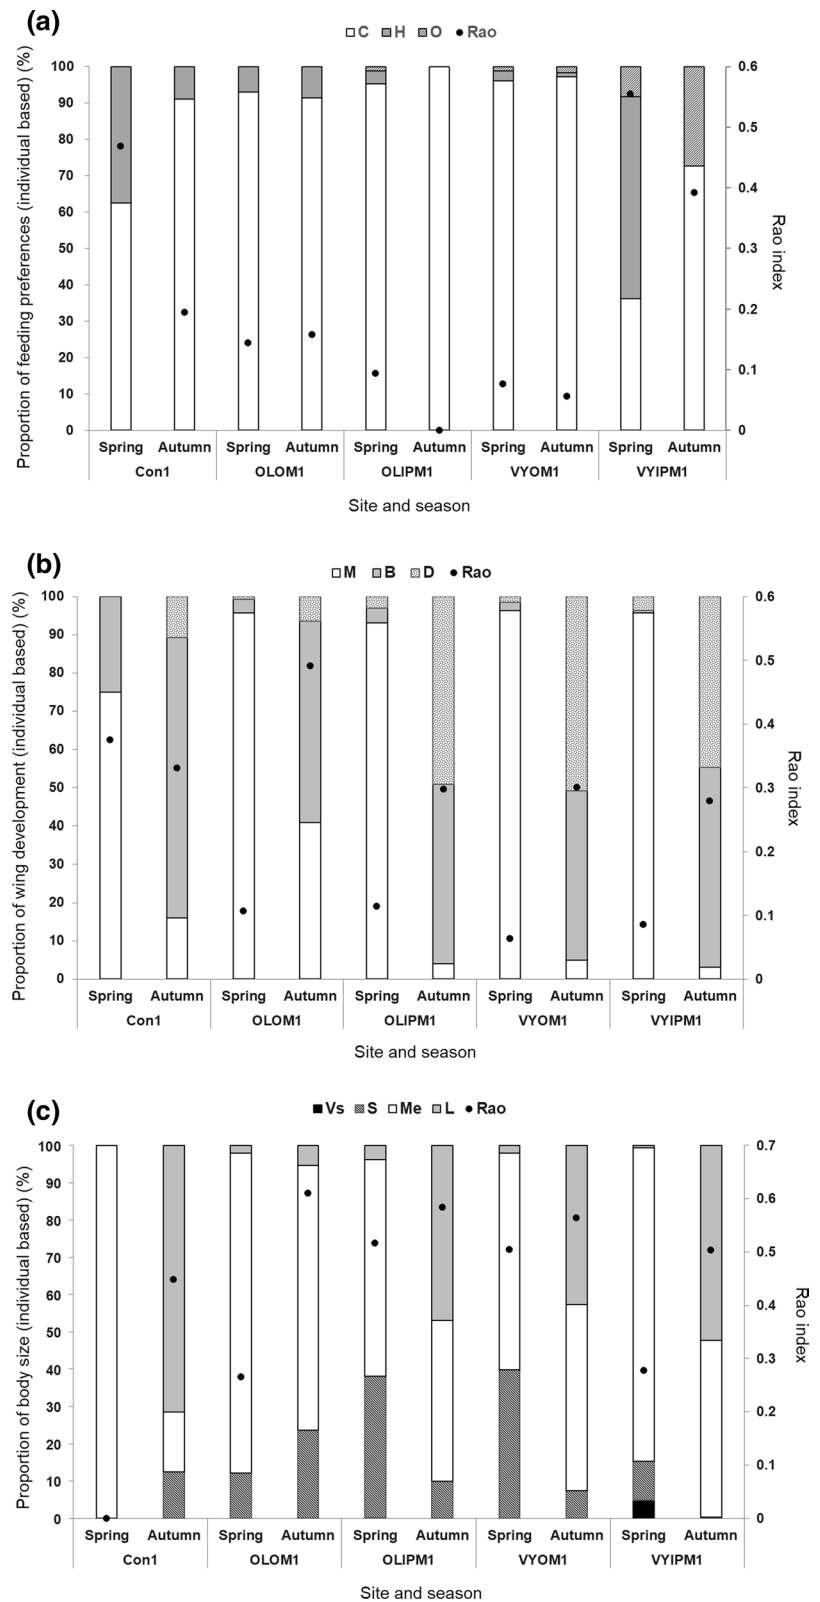 (a)
C H O Rao
Proportion of feeding preferences (individual based) (%)
100
90
80
70
60
50
40
30
20
10
0
0.6
0.5
0.4
0.3
0.2
0.1
0
Rao index
Spring Autumn Spring Autumn Spring Autumn Spring Autumn Spring Autumn
Con1 OLOM1 OLIPM1 VYOM1 VYIPM1
Site and season
(b)
M B D Rao
Proportion of wing development (individual based) (%)
100
90
80
70
60
50
40
30
20
10
0
0.6
0.5
0.4
0.3
0.2
0.1
0
Rao index
Spring Autumn Spring Autumn Spring Autumn Spring Autumn Spring Autumn
Con1 OLOM1 OLIPM1 VYOM1 VYIPM1
Site and season
(c)
Vs S Me L Rao
Proportion of body size (individual based) (%)
100
90
80
70
60
50
40
30
20
10
0
0.7
0.6
0.5
0.4
0.3
0.2
0.1
0
Rao index
Spring Autumn Spring Autumn Spring Autumn Spring Autumn Spring Autumn
Con1 OLOM1 OLIPM1 VYOM1 VYIPM1
Site and season